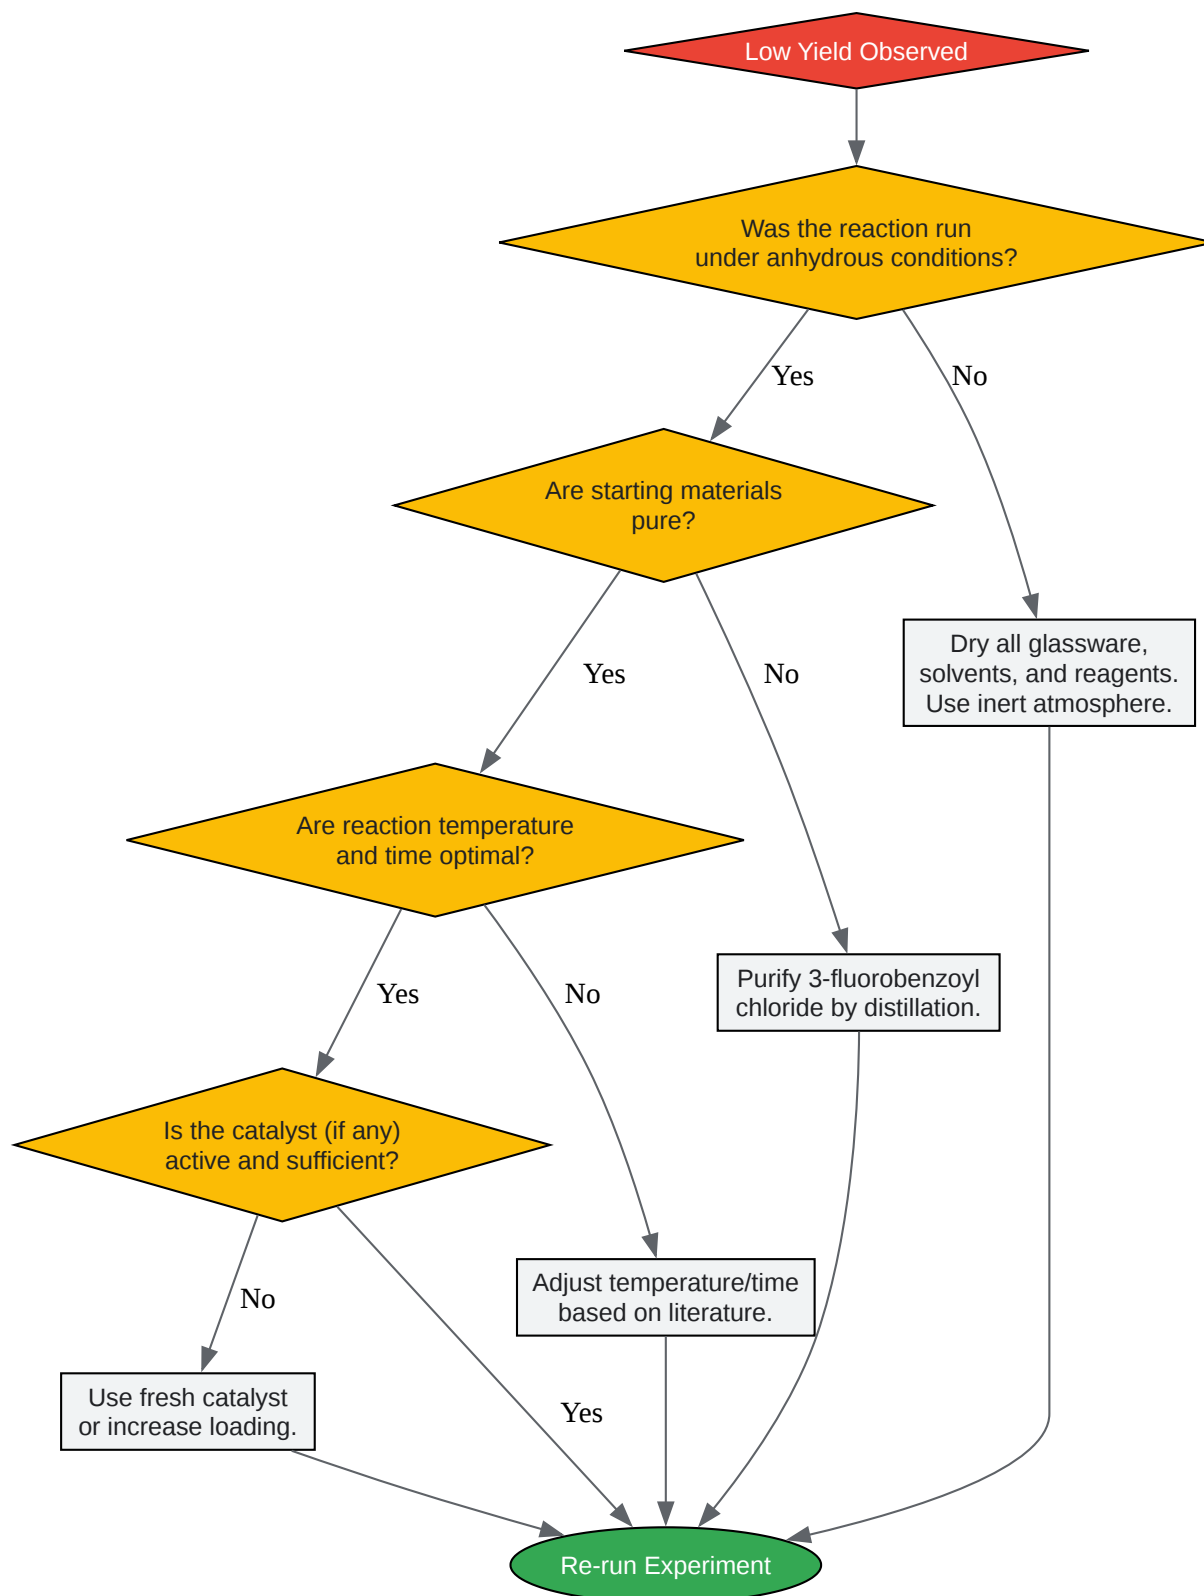 Low Yield Observed
Was the reaction run
under anhydrous conditions?
Yes
No
Are starting materials
pure?
Yes
No
Dry all glassware,
solvents, and reagents.
Use inert atmosphere.
Are reaction temperature
and time optimal?
Yes
No
Purify 3-fluorobenzoyl
chloride by distillation.
Is the catalyst (if any)
active and sufficient?
No
Yes
Adjust temperature/time
based on literature.
Use fresh catalyst
or increase loading.
Re-run Experiment